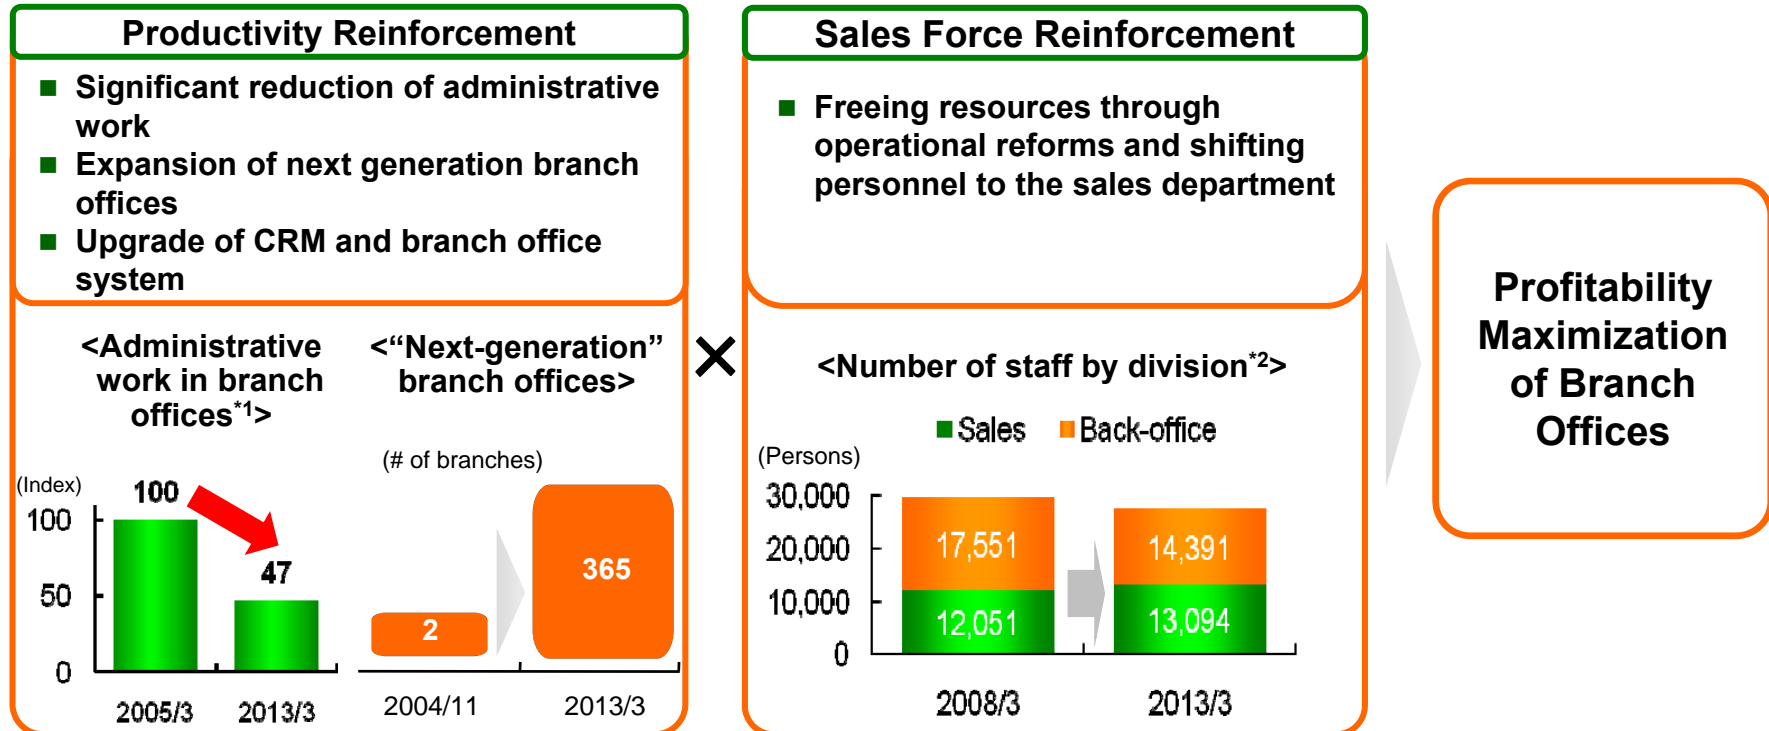 Productivity Reinforcement
■ Significant reduction of administrative
work
■ Expansion of next generation branch
offices
■ Upgrade of CRM and branch office
system
<Administrative
work in branch
offices*1>
(Index)
100
50
0
100
47
2005/3
2013/3
<“Next-generation”
branch offices>
(# of branches)
2
365
2004/11
2013/3
×
Sales Force Reinforcement
■ Freeing resources through
operational reforms and shifting
personnel to the sales department
<Number of staff by division*2>
■ Sales ■ Back-office
(Persons)
30,000
20,000
10,000
0
17,551
12,051
14,391
13,094
2008/3
2013/3
Profitability
Maximization
of Branch
Offices